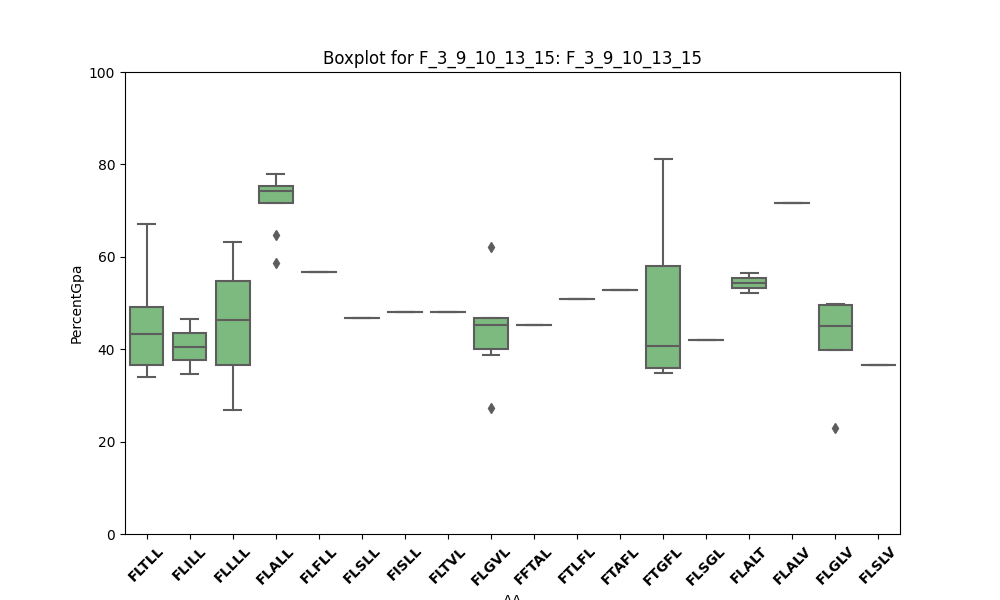 Boxplot for F_3_9_10_13_15: F_3_9_10_13_15
100
80
60
40
20
0
PercentGpa
FLTLL FLILL FLLLL FLALL FLFLL FLSLL FISLL FLTVL FLGVL FFTAL FTLFL FTAFL FTGFL FLSGL FLALT FLALV FLGLV FLSLV
AA